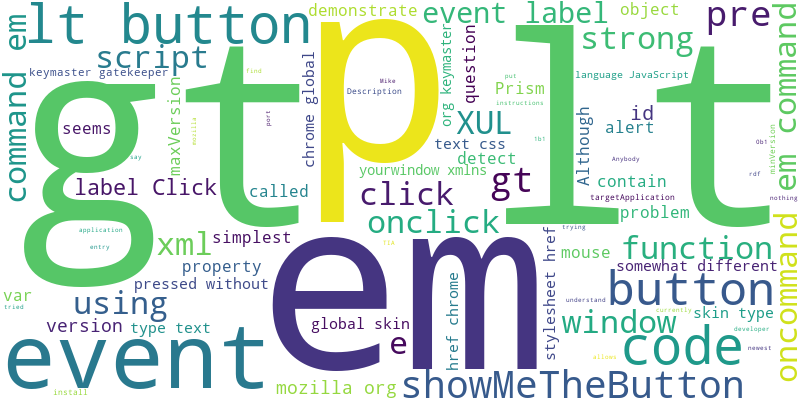 lt button
demonstrate
event label
object
pre
script
keymaster gatekeeper
find
Mike
Description
chrome global
org keymaster
question
strong
language JavaScript
gt
p
lt
em
command em
seems
maxVersion
mozilla
port
Prism
put
instructions
XUL
text css
detect
1b1
Although
id
alert
Anybody
Ob1
minVersion
rdf
em command
say
label Click
called
yourwindow xmlns
click
gt
contain
targetApplication
problem
nothing
application
entry
xml
simplest
onclick
TIA
trying
mouse
function
somewhat different
property
pressed without
var
tried
using
version
type text
global skin
e
href chrome
stylesheet href
understand
button
currently
skin type
developer
window
code
newest
allows
oncommand
event
install
mozilla org
showMeTheButton